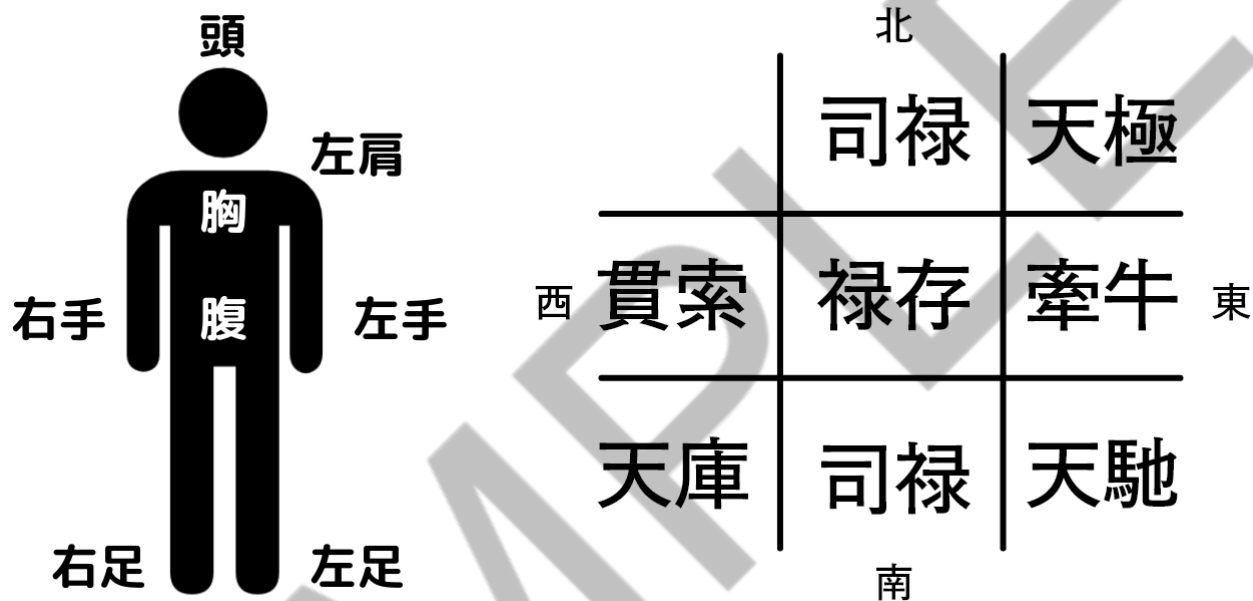 頭
左肩
胸
右手
腹
左手
右足
左足
北
司禄 天極
西 貫索 禄存 牽牛 東
天庫 司禄 天馳
南